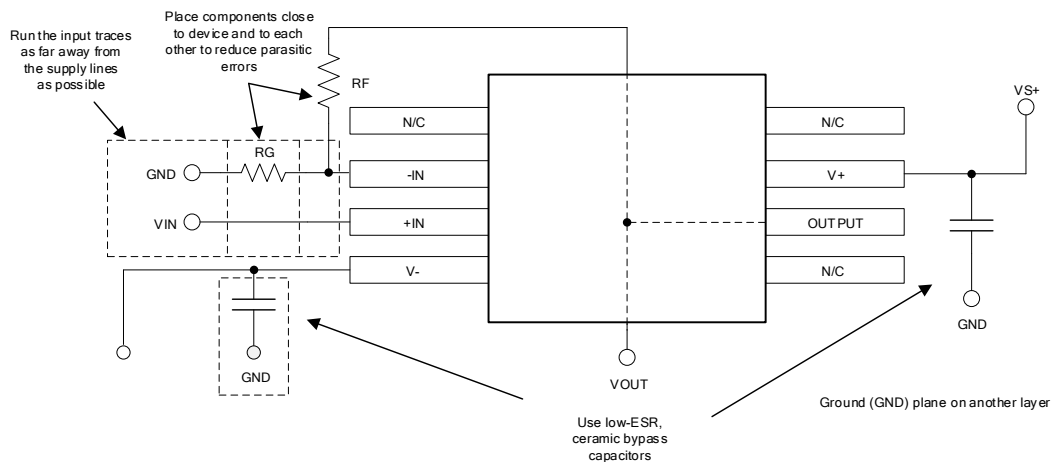 Place components close
to device and to each
other to reduce parasitic
errors
Run the input traces
as far away from
the supply lines
as possible
RF
VS+
N/C
N/C
RG
GND
-IN
V+
VIN
+IN
OUTPUT
V-
N/C
GND
GND
VOUT
Ground (GND) plane on another layer
Use low-ESR,
ceramic bypass
capacitors